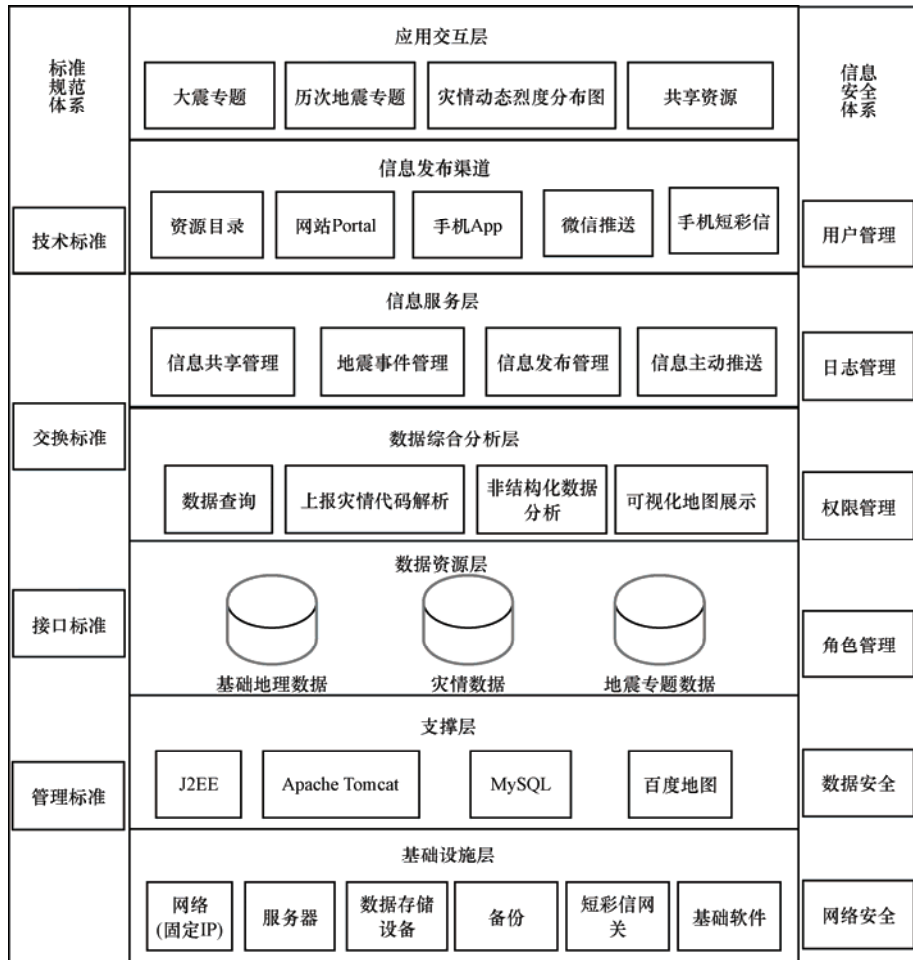 标准
规范
体系
技术标准
交换标准
接口标准
管理标准
应用交互层
大震专题
历次地震专题
灾情动态烈度分布图
共享资源
信息发布渠道
资源目录
网站Portal
手机App
微信推送
手机短彩信
信息服务层
信息共享管理
地震事件管理
信息发布管理
信息主动推送
数据综合分析层
数据查询
上报灾情代码解析
非结构化数据
分析
可视化地图展示
数据资源层
基础地理数据
灾情数据
地震专题数据
支撑层
J2EE
Apache Tomcat
MySQL
百度地图
基础设施层
网络
(固定IP)
服务器
数据存储
设备
备份
短彩信网
关
基础软件
信息
安全
体系
用户管理
日志管理
权限管理
角色管理
数据安全
网络安全